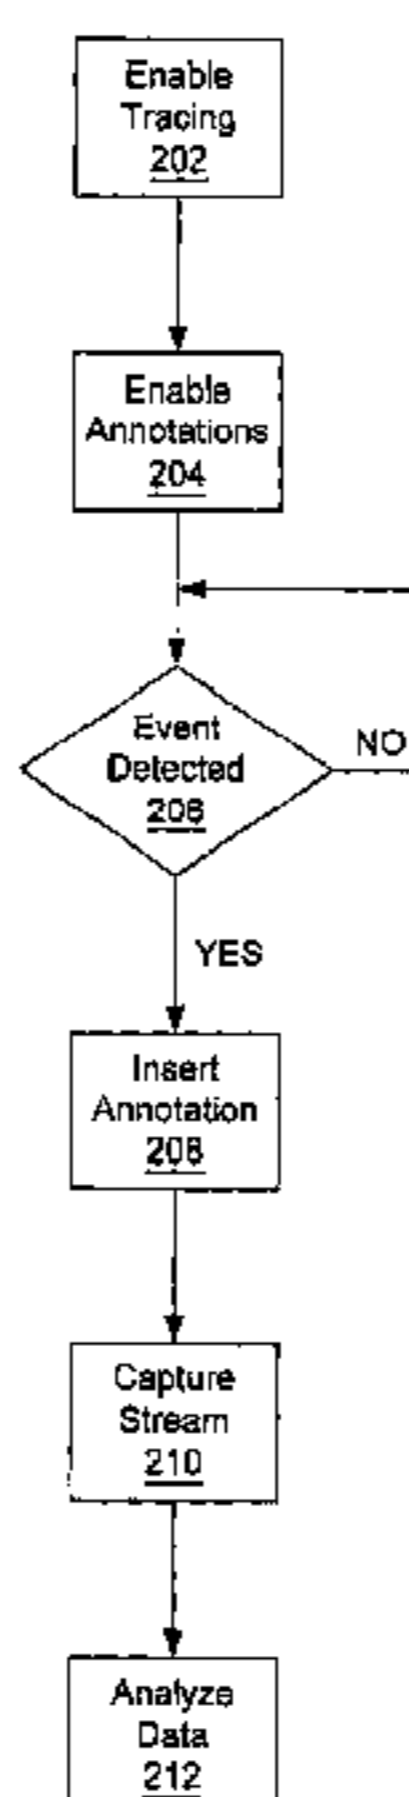 Enable
Tracing
202
Enable
Annotations
204
Event
Detected
206
NO
YES
Insert
Annotation
208
Capture
Stream
210
Analyze
Data
212